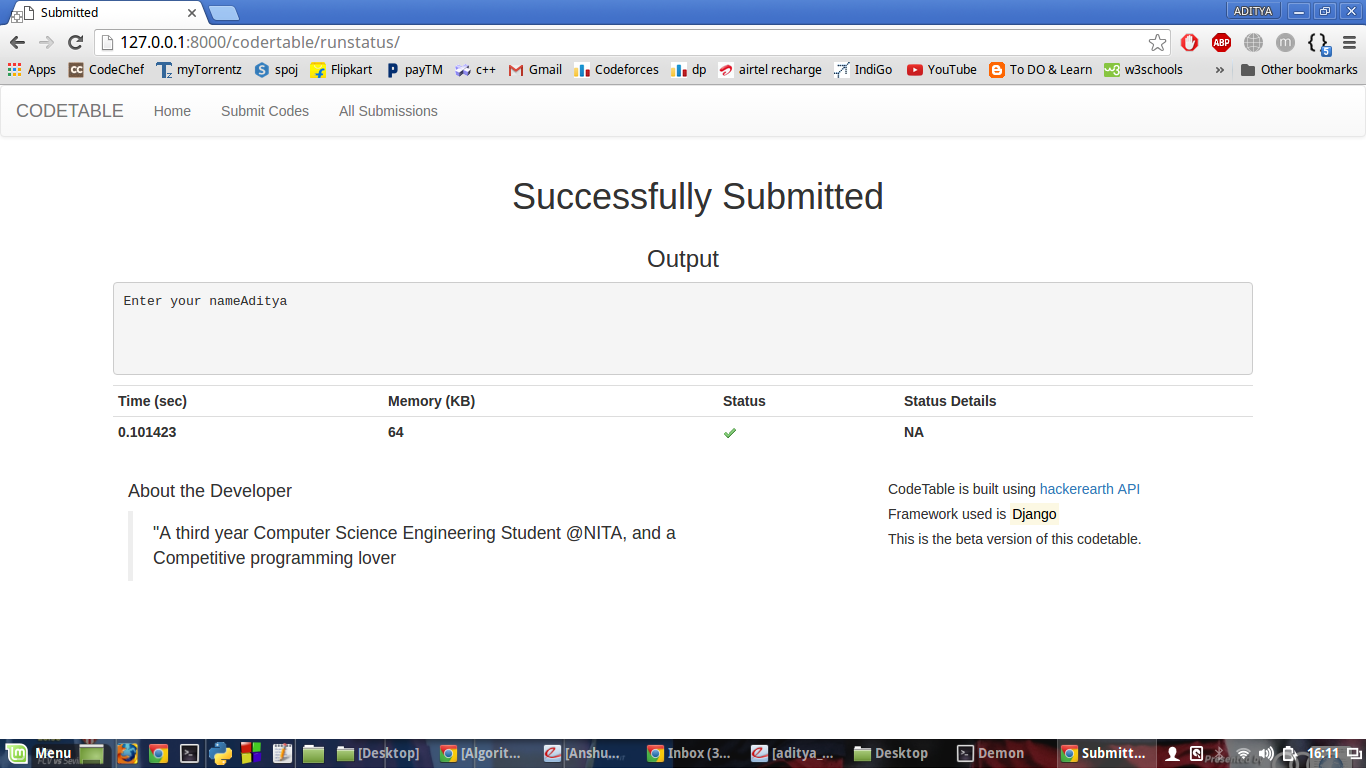 Submitted
ADITYA
127.0.0.1:8000/codertable/runstatus/
ABP
m
5
Apps CodeChef myTorrentz spoj Flipkart payTM c++ Gmail Codeforces dp airtel recharge IndiGo YouTube To DO & Learn w3schools » Other bookmarks
CODETABLE Home Submit Codes All Submissions
Successfully Submitted
Output
Enter your nameAditya
Time (sec) Memory (KB) Status Status Details
0.101423 64 NA
About the Developer
"A third year Computer Science Engineering Student @NITA, and a
Competitive programming lover
CodeTable is built using hackerearth API
Framework used is Django
This is the beta version of this codetable.
Menu [Desktop] [Algorit... [Anshu... Inbox (3... [aditya_... Desktop Demon Submitt... 16:11